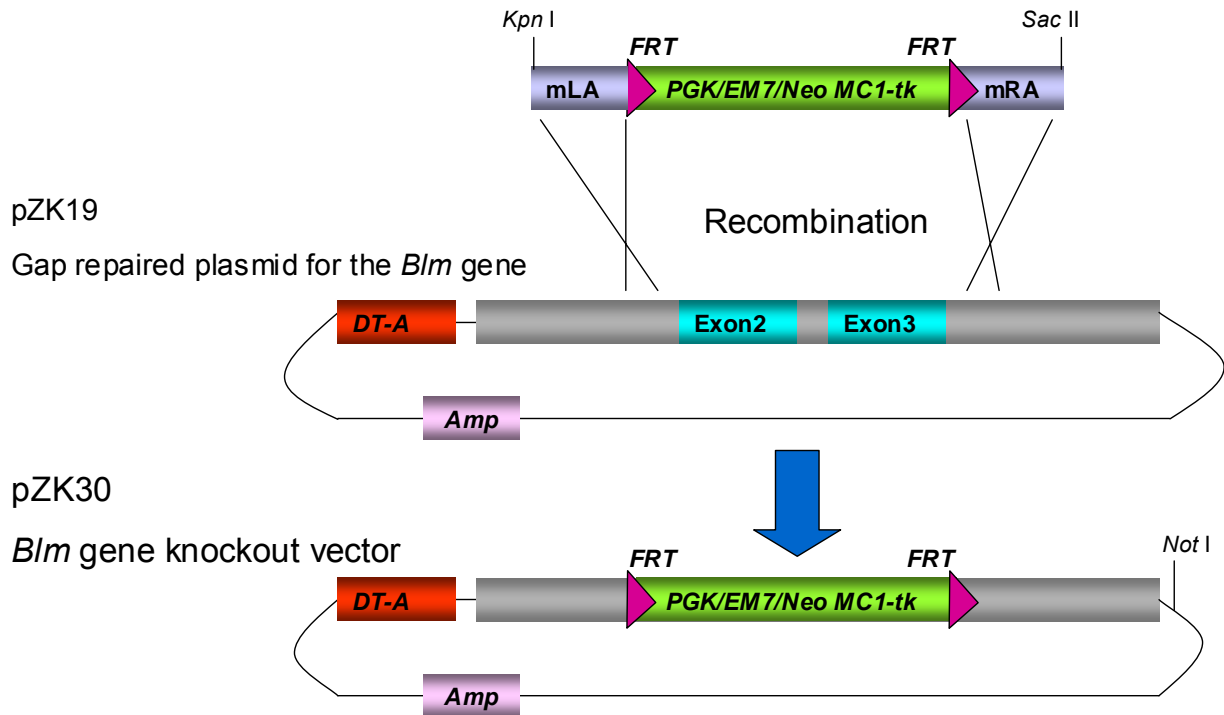 Kpn I Sac II
FRT FRT
mLA PGK/EM7/Neo MC1-tk mRA
pZK19
Recombination
Gap repaired plasmid for the Blm gene
DT-A Exon2 Exon3
Amp
pZK30
Blm gene knockout vector
FRT FRT Not I
DT-A PGK/EM7/Neo MC1-tk
Amp